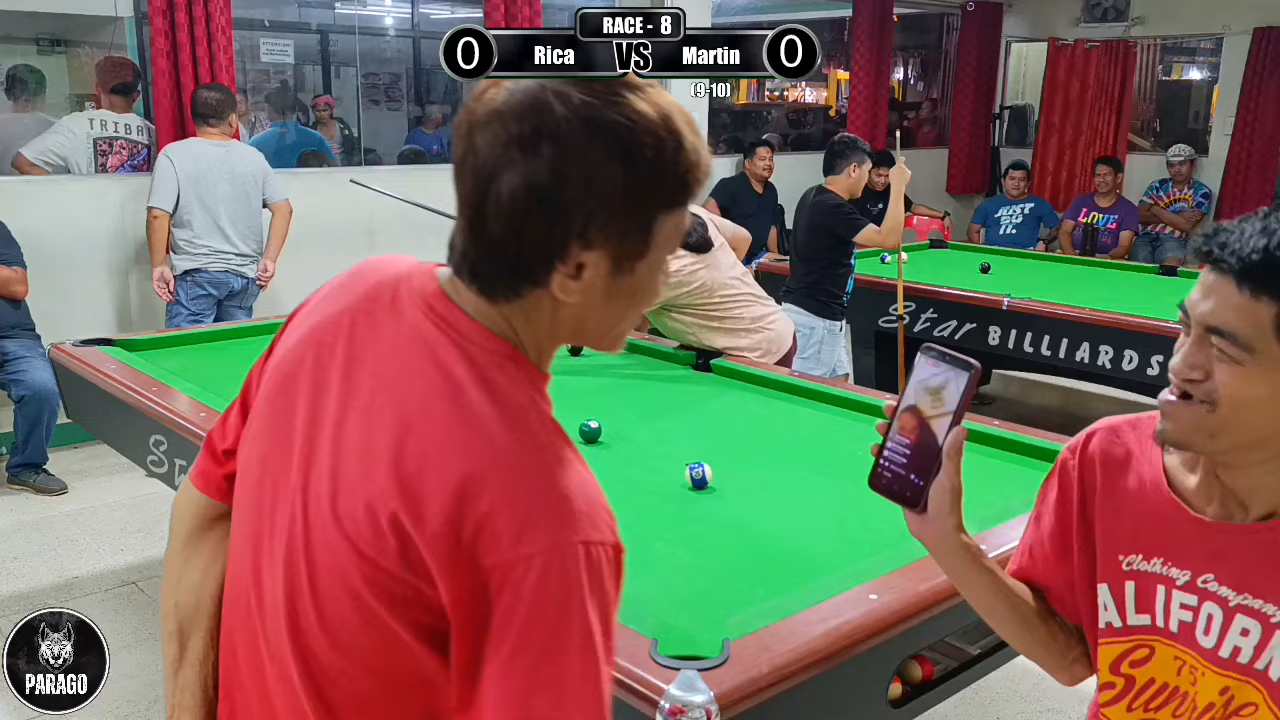 RACE - 8
0 Rica VS Martin 0
(9-10)
TRIBAL
JUST
DO
IT.
LOVE
Star BILLIARDS
St
"Clothing Company
ALIFORN
75'
Sunrise
PARAGO